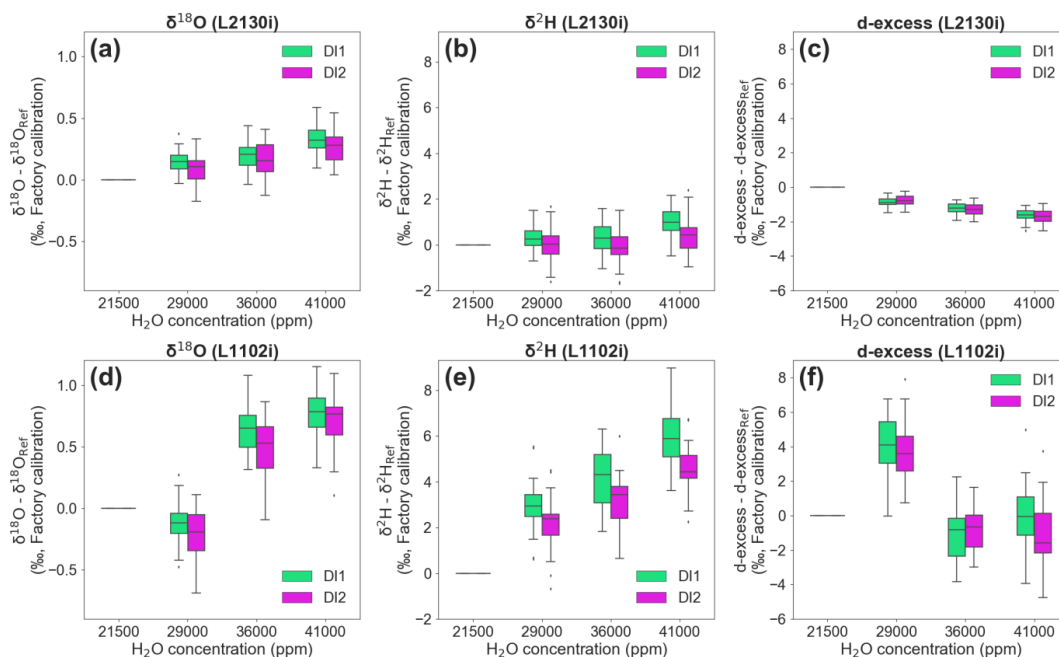 δ¹⁸O (L2130i)
(a)
DI1
DI2
1.0
0.5
0.0
−0.5
δ¹⁸O - δ¹⁸O_Ref
(‰, Factory calibration)
21500 29000 36000 41000
H₂O concentration (ppm)
δ²H (L2130i)
(b)
DI1
DI2
8
6
4
2
0
−2
δ²H - δ²H_Ref
(‰, Factory calibration)
21500 29000 36000 41000
H₂O concentration (ppm)
d-excess (L2130i)
(c)
DI1
DI2
8
6
4
2
0
−2
−4
−6
d-excess - d-excess_Ref
(‰, Factory calibration)
21500 29000 36000 41000
H₂O concentration (ppm)
δ¹⁸O (L1102i)
(d)
1.0
0.5
0.0
−0.5
δ¹⁸O - δ¹⁸O_Ref
(‰, Factory calibration)
DI1
DI2
21500 29000 36000 41000
H₂O concentration (ppm)
δ²H (L1102i)
(e)
8
6
4
2
0
−2
δ²H - δ²H_Ref
(‰, Factory calibration)
DI1
DI2
21500 29000 36000 41000
H₂O concentration (ppm)
d-excess (L1102i)
(f)
DI1
DI2
8
6
4
2
0
−2
−4
−6
d-excess - d-excess_Ref
(‰, Factory calibration)
21500 29000 36000 41000
H₂O concentration (ppm)